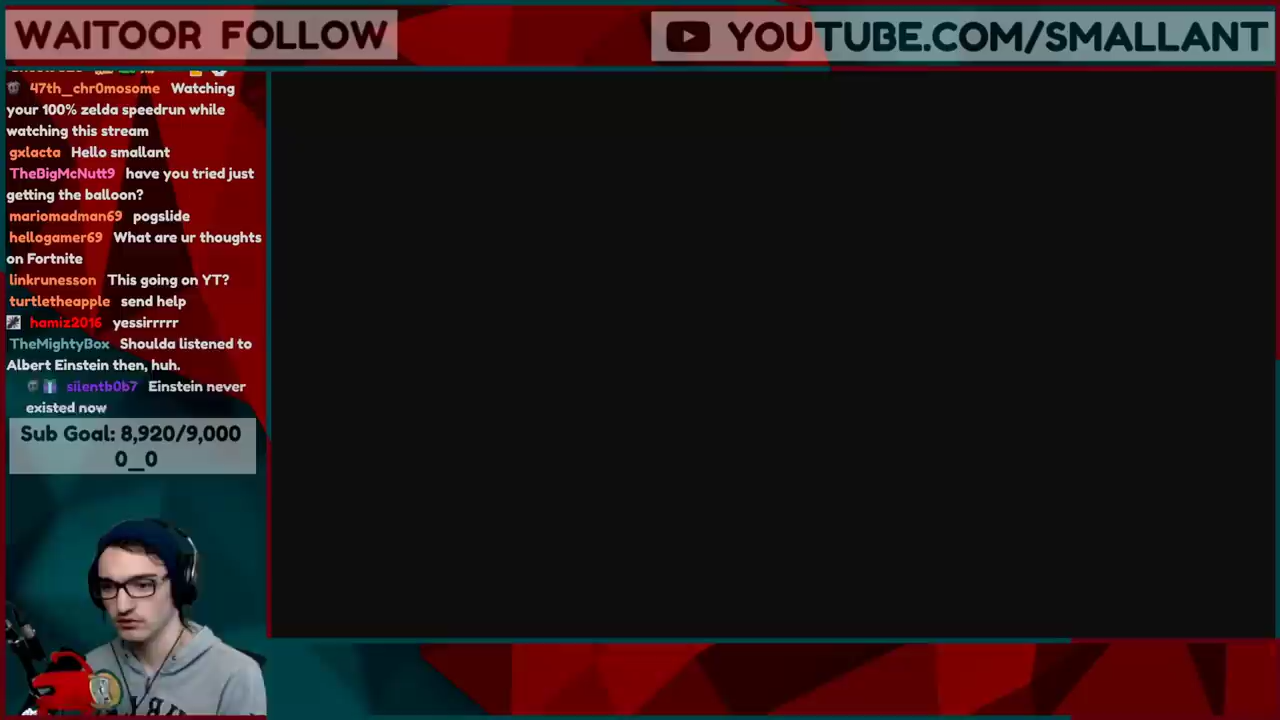 WAITOOR FOLLOW
YOUTUBE.COM/SMALLANT
47th_chr0mosome Watching
your 100% zelda speedrun while
watching this stream
gxlacta Hello smallant
TheBigMcNutt9 have you tried just
getting the balloon?
mariomadman69 pogslide
hellogamer69 What are ur thoughts
on Fortnite
linkrunesson This going on YT?
turtletheapple send help
hamiz2016 yessirrrrr
TheMightyBox Shoulda listened to
Albert Einstein then, huh.
silentb0b7 Einstein never
existed now
Sub Goal: 8,920/9,000
0_0